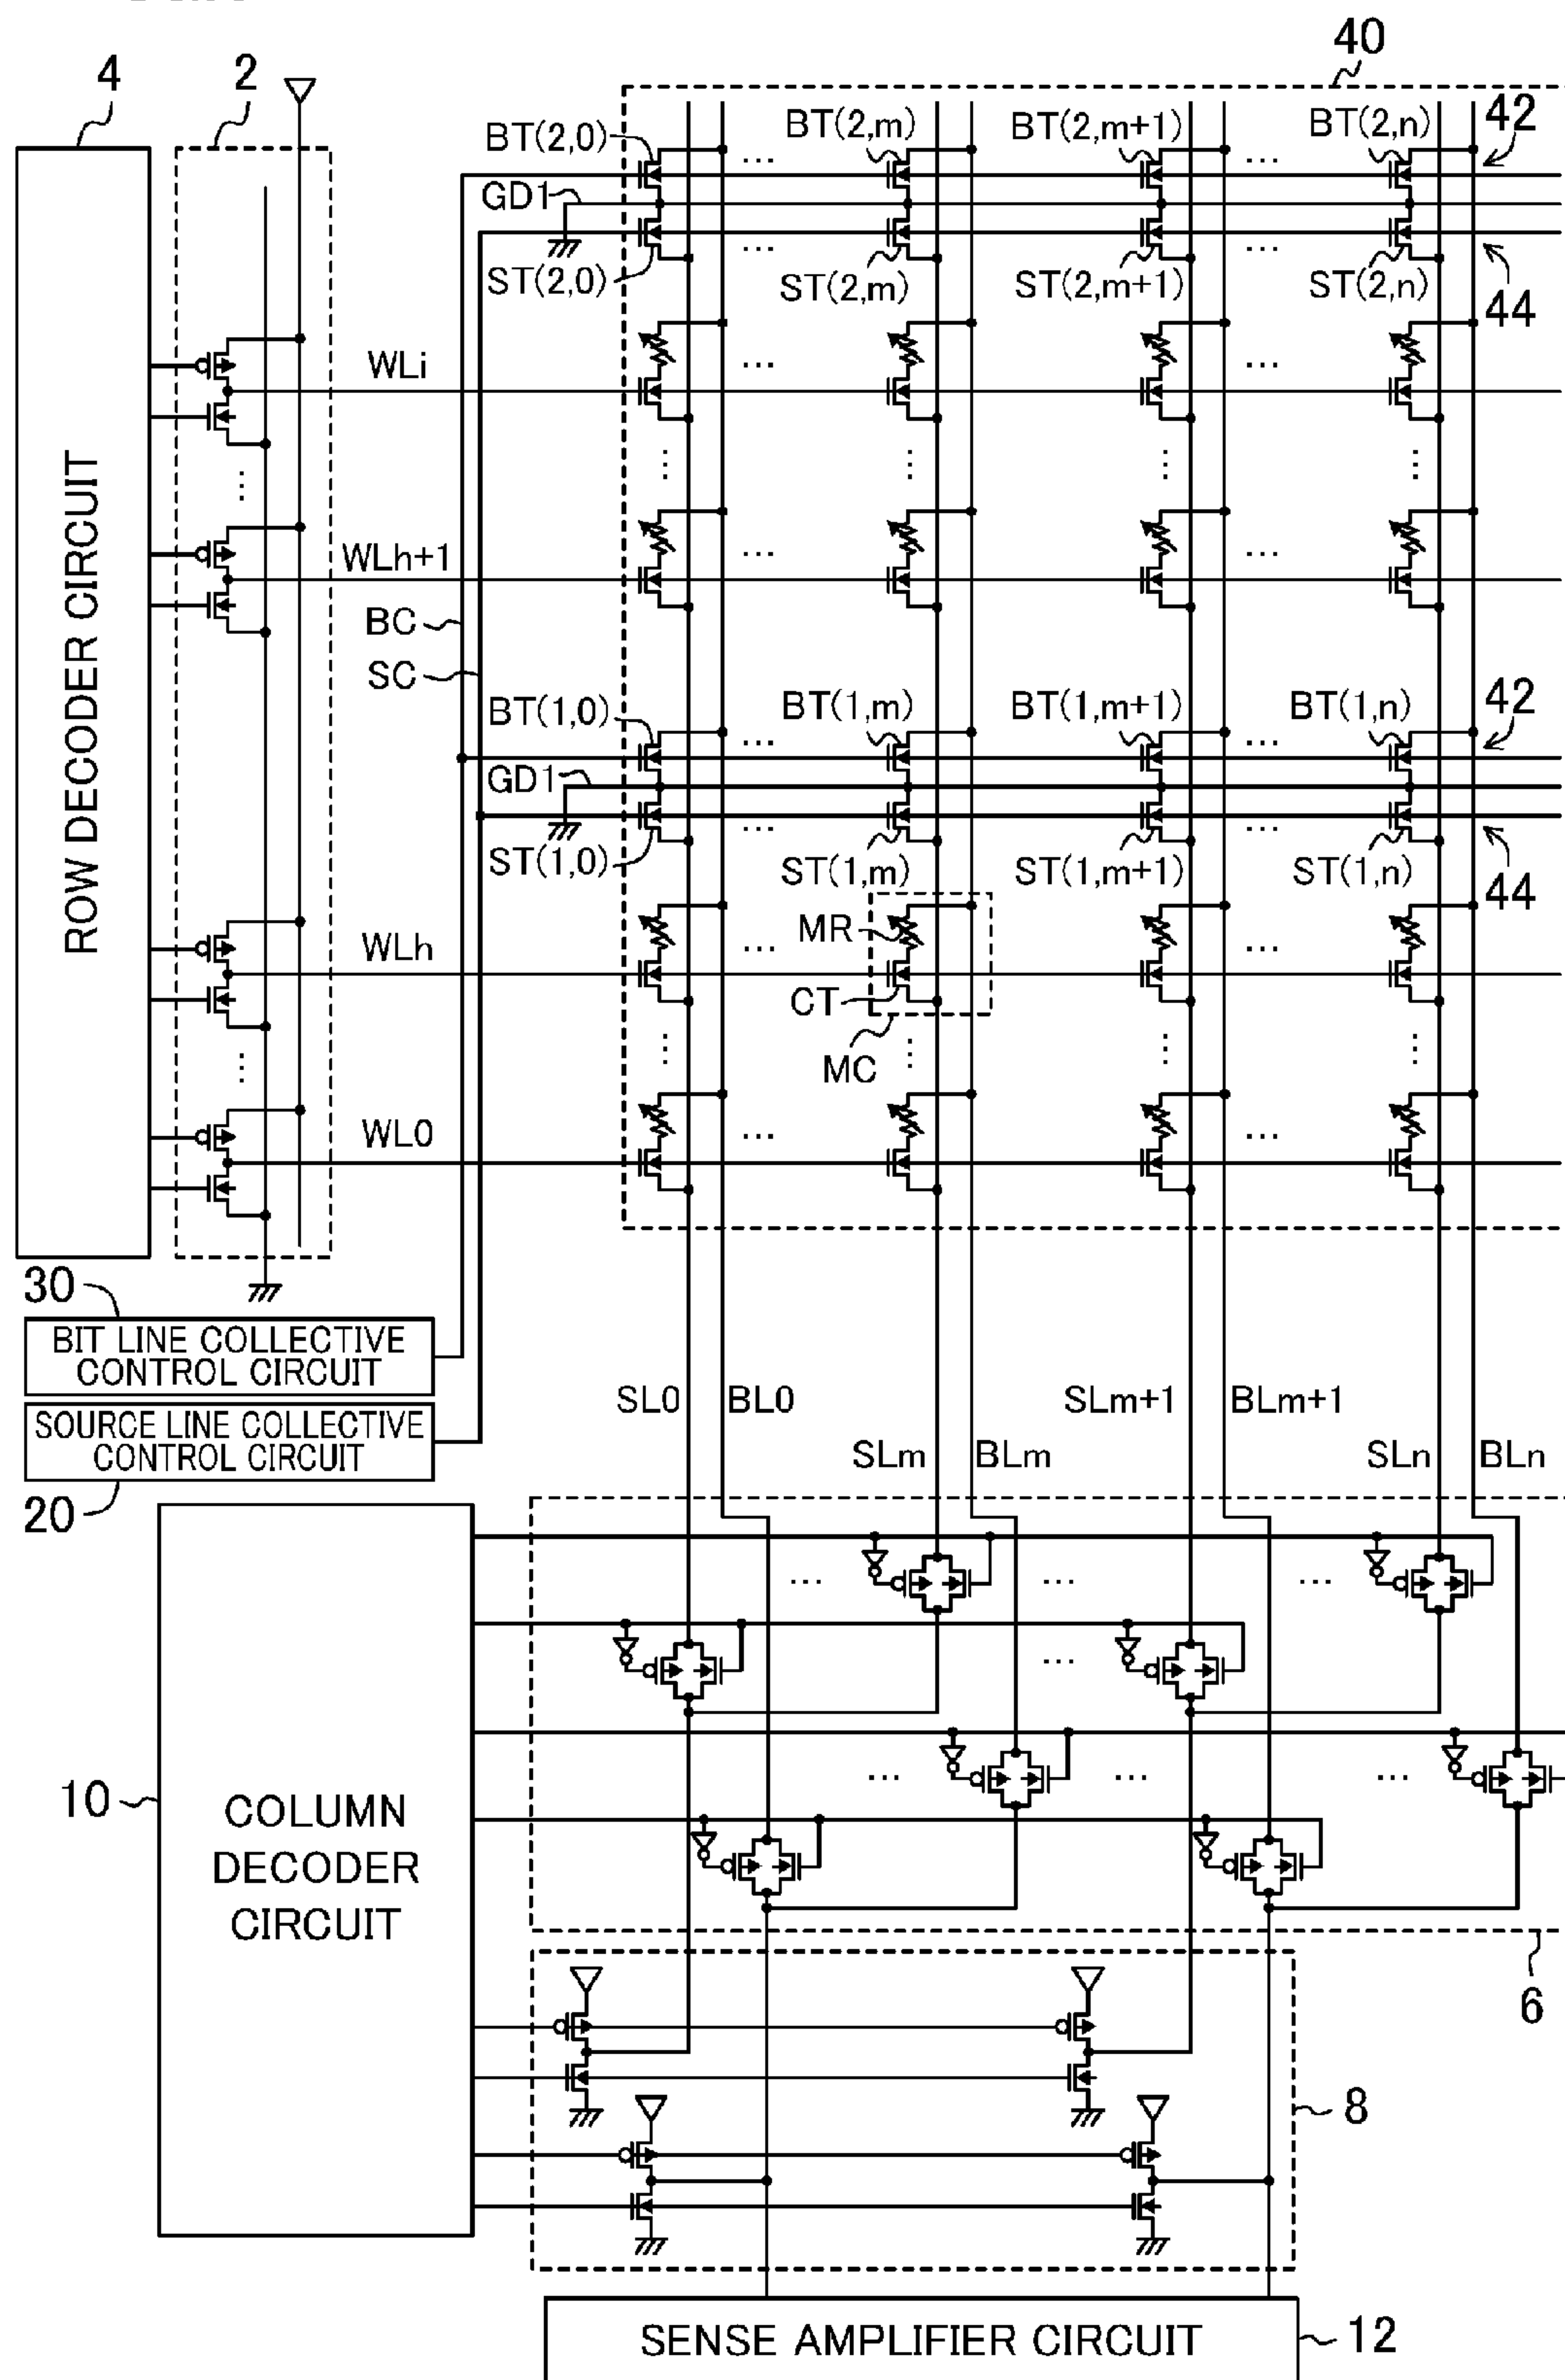 40
4
2
BT(2,0)
BT(2,m)
BT(2,m+1)
BT(2,n)
42
GD1
ST(2,0)
ST(2,m)
ST(2,m+1)
ST(2,n)
44
WLi
ROW DECODER CIRCUIT
WLh+1
BC
SC
BT(1,0)
BT(1,m)
BT(1,m+1)
BT(1,n)
42
GD1
ST(1,0)
ST(1,m)
ST(1,m+1)
ST(1,n)
44
MR
WLh
CT
MC
WL0
30
BIT LINE COLLECTIVE
CONTROL CIRCUIT
SL0
BL0
SLm+1
BLm+1
SOURCE LINE COLLECTIVE
CONTROL CIRCUIT
SLm
BLm
SLn
BLn
20
10
COLUMN
DECODER
CIRCUIT
6
8
SENSE AMPLIFIER CIRCUIT
12